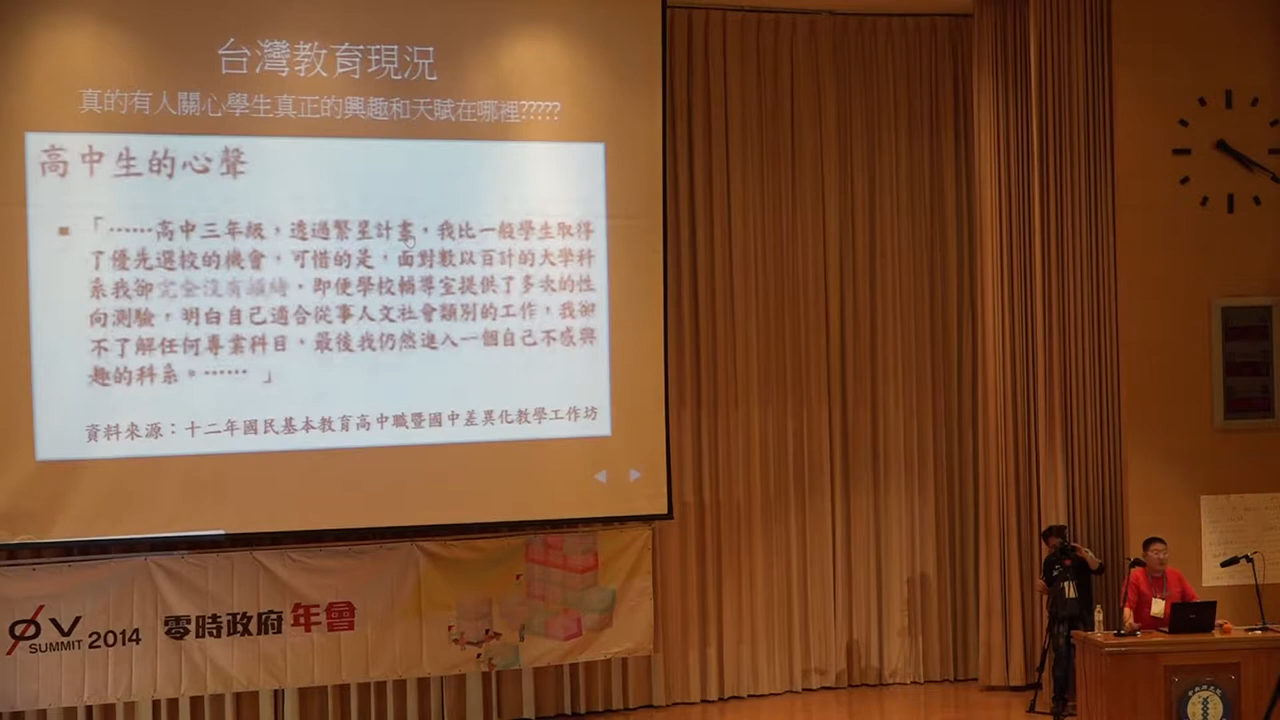 台灣教育現況
真的有人關心學生真正的興趣和天賦在哪裡?????
高中生的心聲
「……高中三年級，透過繁星計畫，我比一般學生取得
了優先選校的機會，可惜的是，面對數以百計的大學科
系我卻完全沒有頭緒，即便學校輔導室提供了多次的性
向測驗，明白自己適合從事人文社會類別的工作，我卻
不了解任何專業科目，最後我仍然進入一個自己不感興
趣的科系。……」
資料來源：十二年國民基本教育高中職暨國中差異化教學工作坊
g0v SUMMIT 2014 零時政府年會